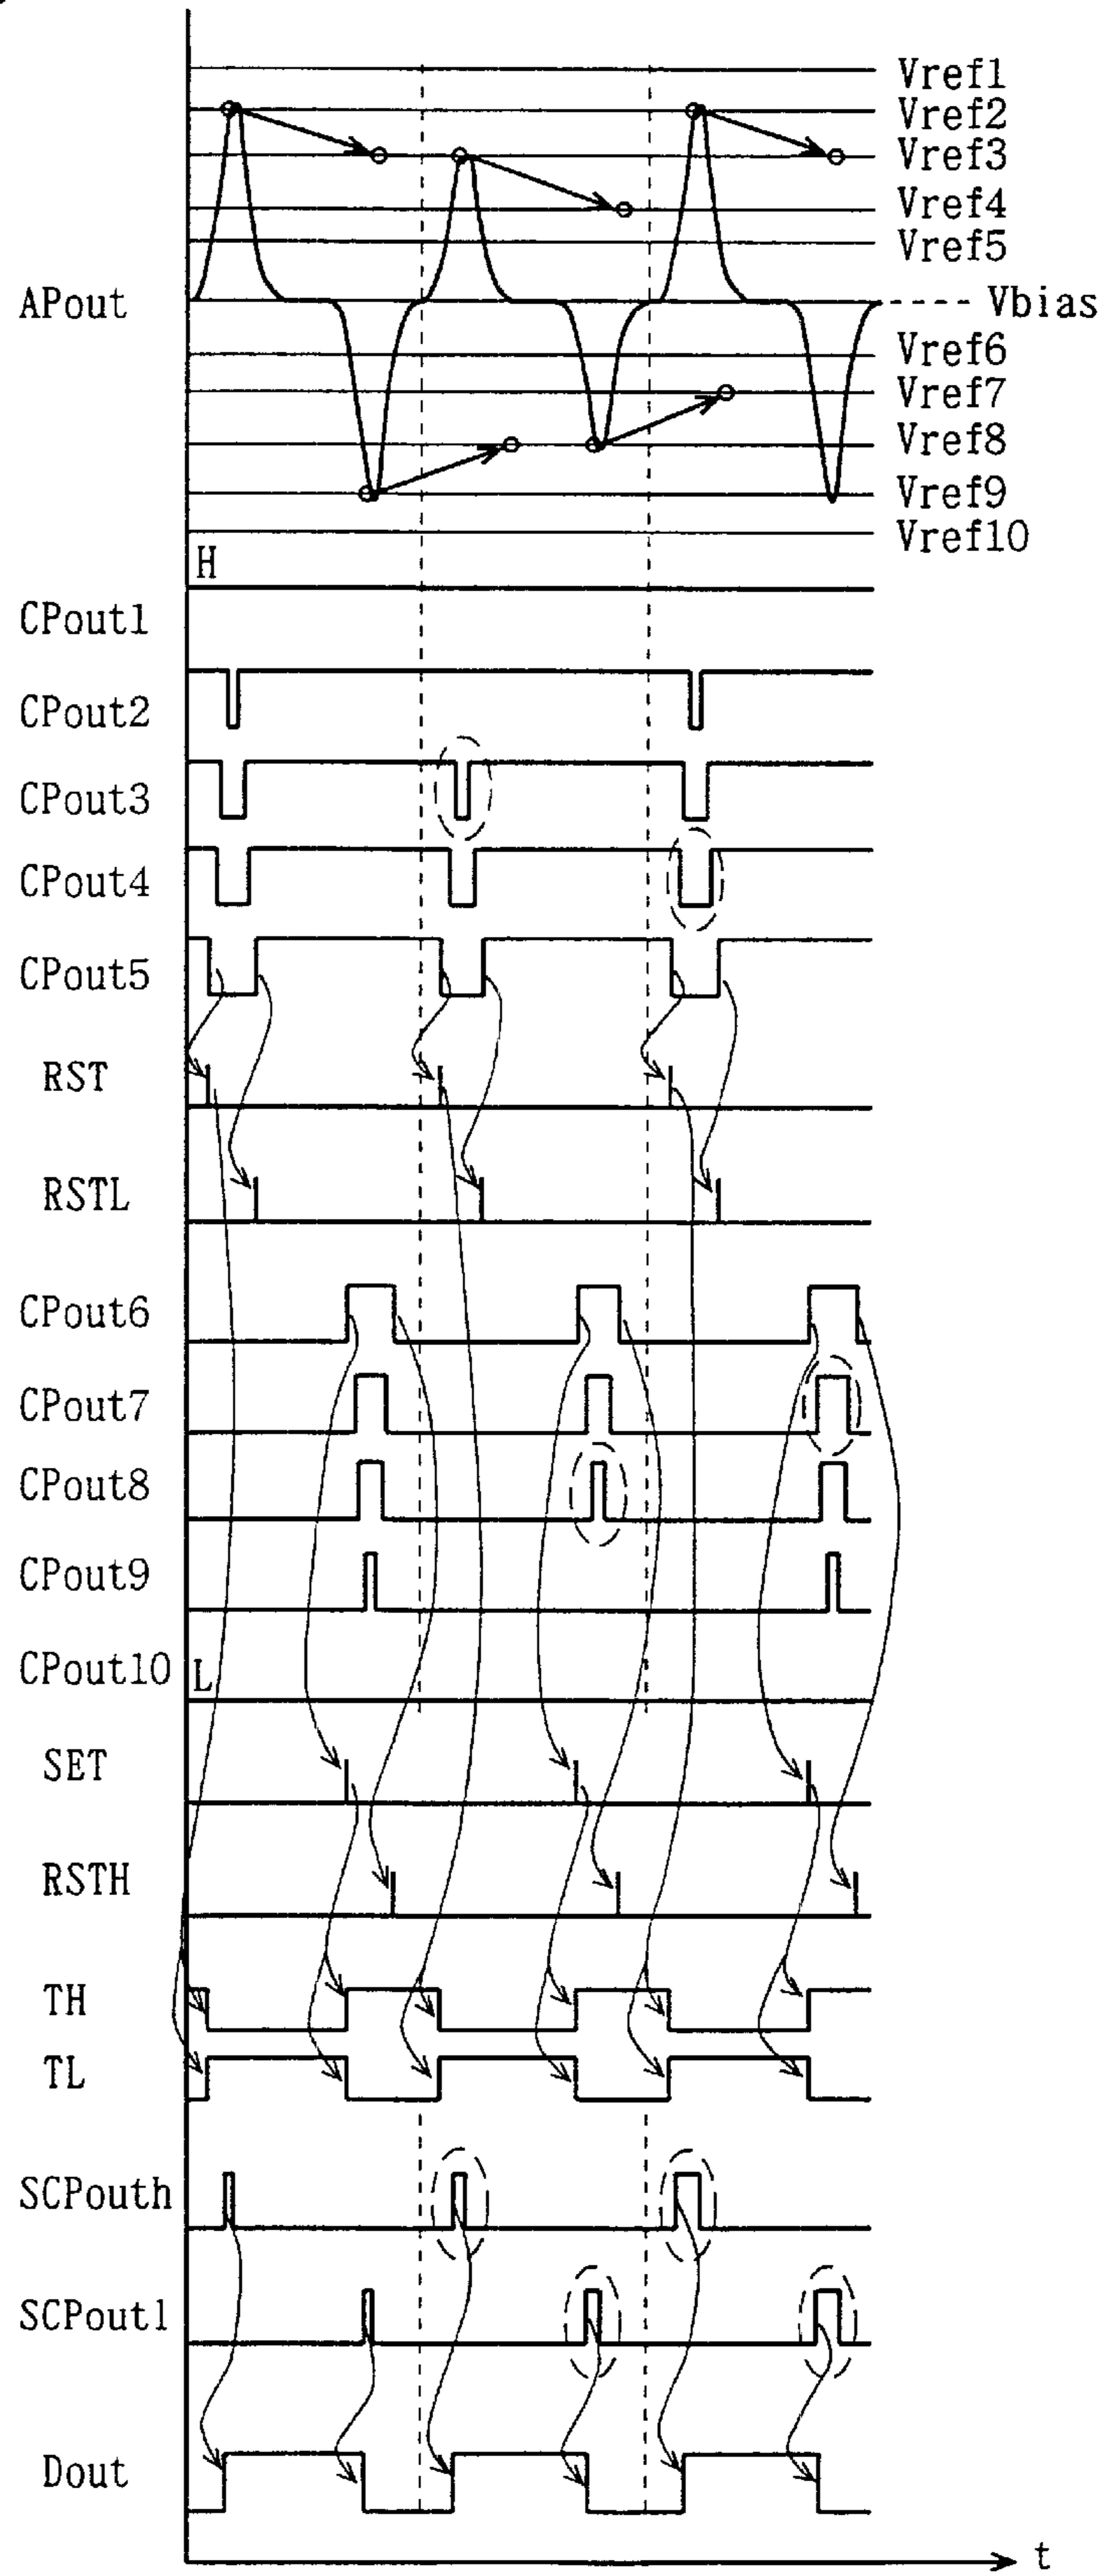 Vref1
Vref2
Vref3
Vref4
Vref5
APout
Vbias
Vref6
Vref7
Vref8
Vref9
Vref10
H
CPout1
CPout2
CPout3
CPout4
CPout5
RST
RSTL
CPout6
CPout7
CPout8
CPout9
CPout10
L
SET
RSTH
TH
TL
SCPouth
SCPoutl
Dout
t